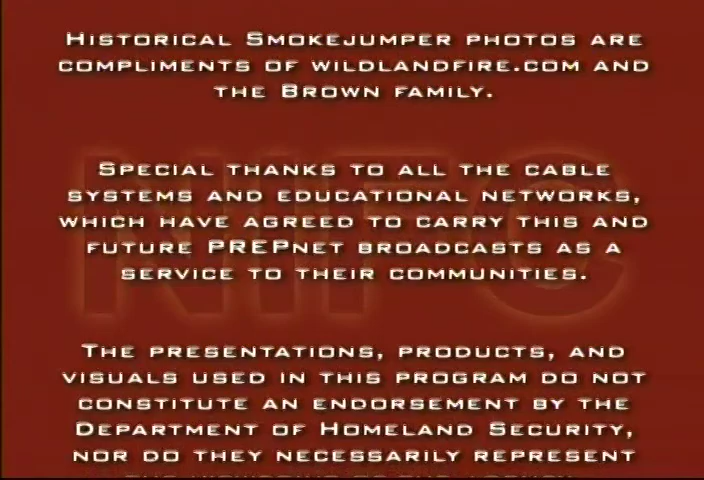 Historical Smokejumper photos are
compliments of wildlandfire.com and
the Brown family.
Special thanks to all the cable
systems and educational networks,
which have agreed to carry this and
future PREPnet broadcasts as a
service to their communities.
The presentations, products, and
visuals used in this program do not
constitute an endorsement by the
Department of Homeland Security,
nor do they necessarily represent